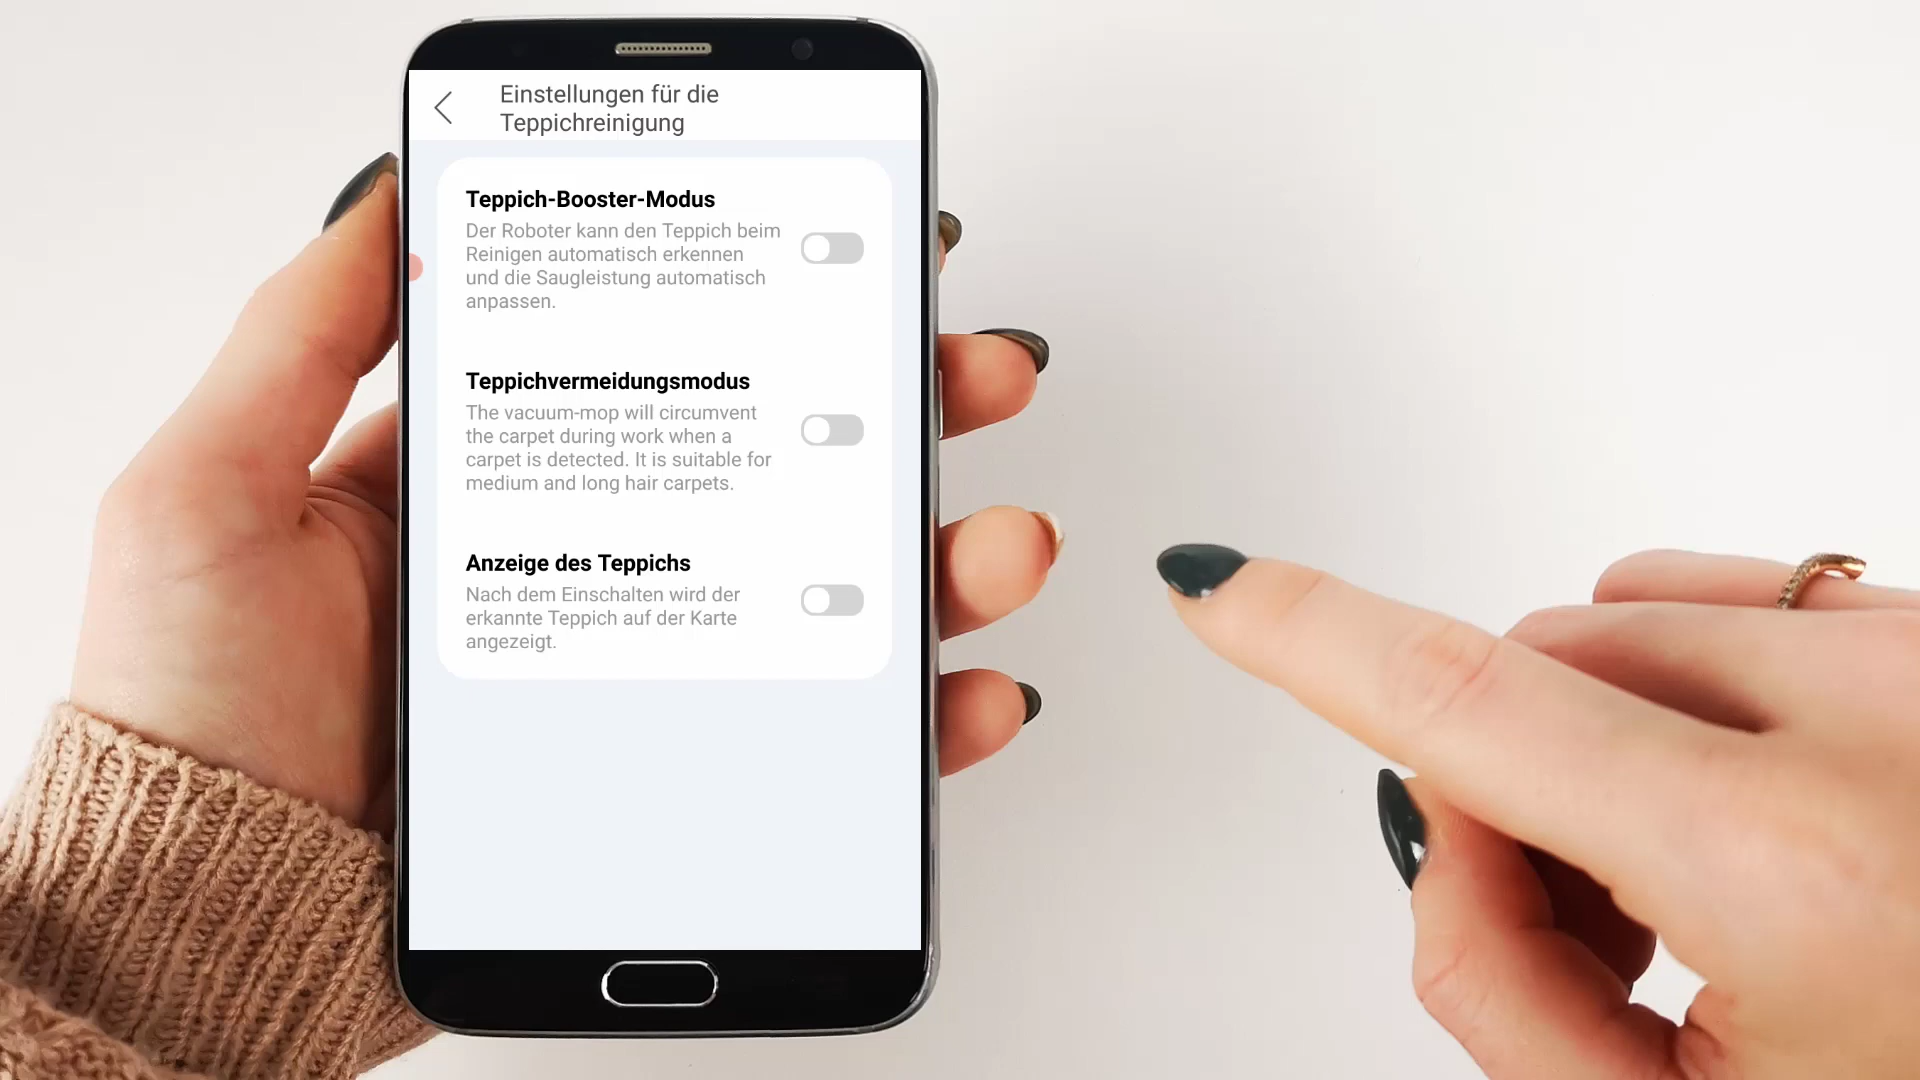 Einstellungen für die
Teppichreinigung
Teppich-Booster-Modus
Der Roboter kann den Teppich beim
Reinigen automatisch erkennen
und die Saugleistung automatisch
anpassen.
Teppichvermeidungsmodus
The vacuum-mop will circumvent
the carpet during work when a
carpet is detected. It is suitable for
medium and long hair carpets.
Anzeige des Teppichs
Nach dem Einschalten wird der
erkannte Teppich auf der Karte
angezeigt.